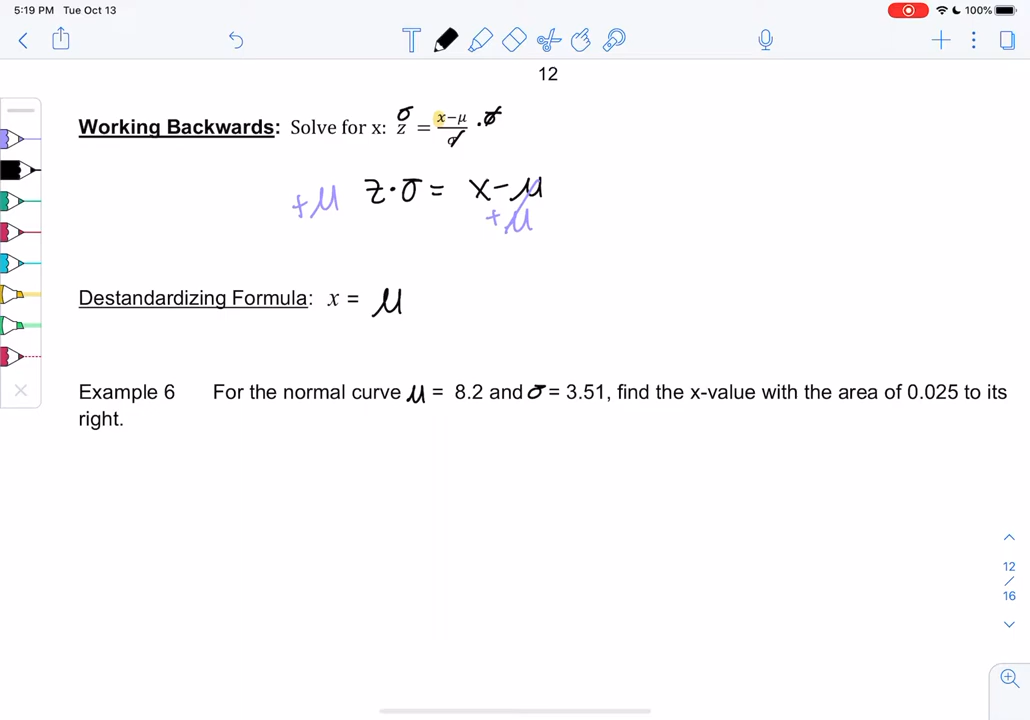 5:19 PM Tue Oct 13 100%
T
12
Working Backwards: Solve for x: σ z = x−μ/σ ·σ
+μ z·σ = x−μ
+μ
Destandardizing Formula: x = μ
Example 6 For the normal curve μ = 8.2 and σ = 3.51, find the x-value with the area of 0.025 to its
right.
12
/
16